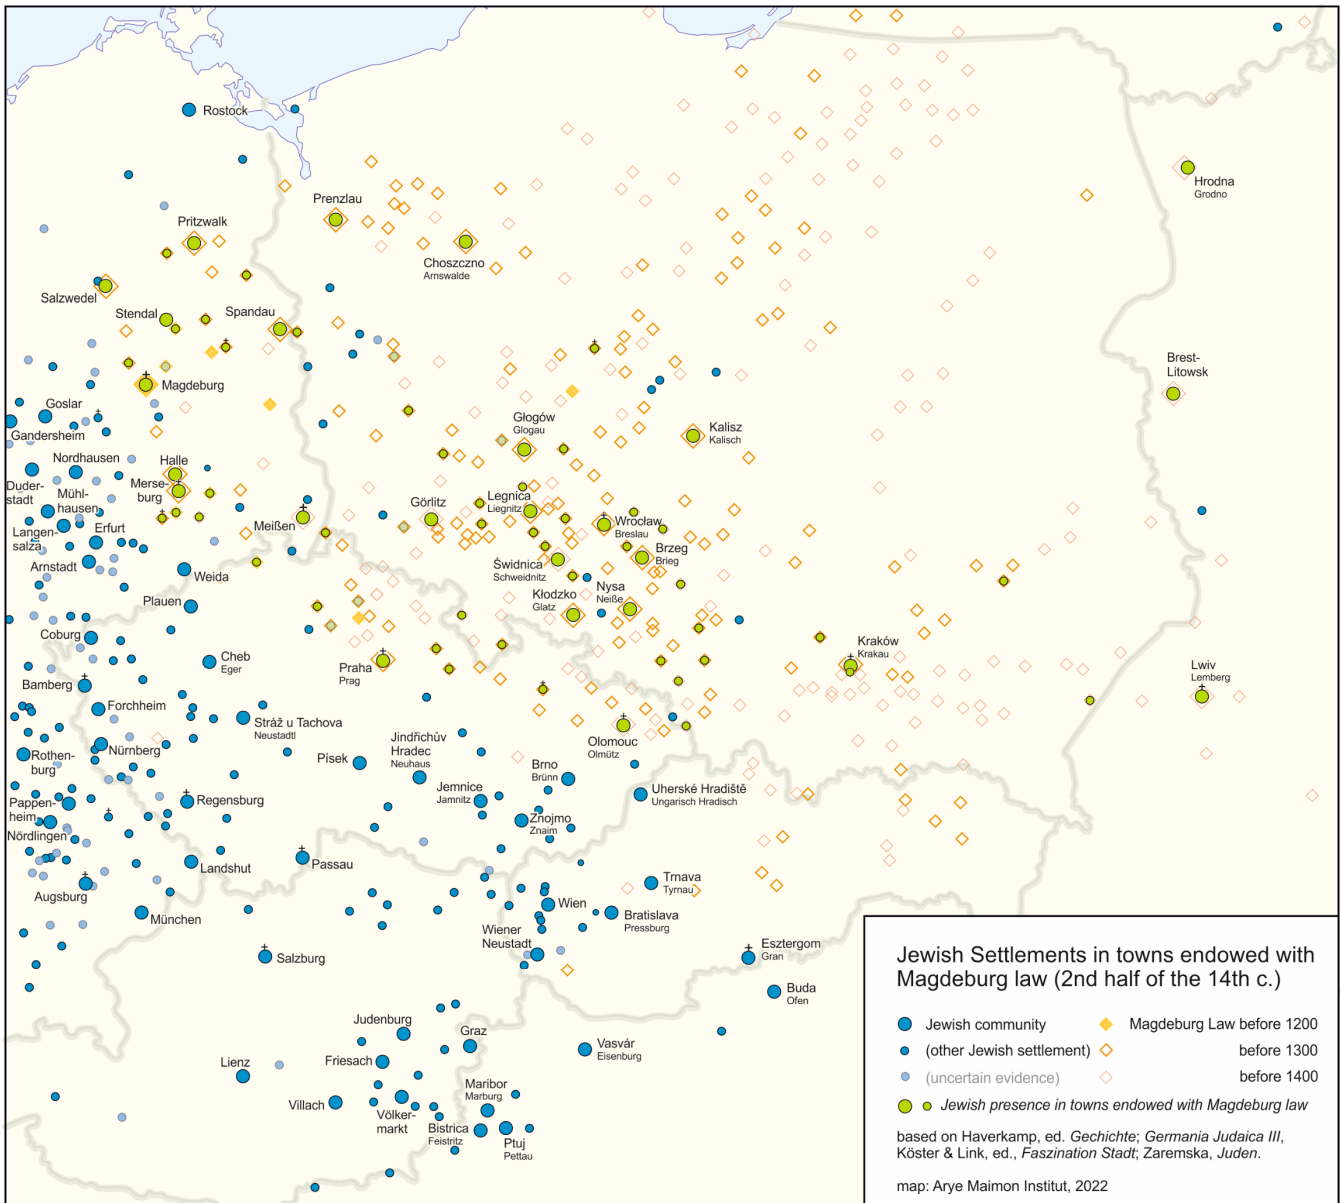 Rostock
Hrodna
Grodno
Prenzlau
Pritzwalk
Choszczno
Arnswalde
Salzwedel
Stendal
Spandau
Brest-
Litowsk
Magdeburg
Goslar
Gandersheim
Głogów
Glogau
Kalisz
Kalisch
Nordhausen
Halle
Duder-
stadt
Mühl-
hausen
Merse-
burg
Görlitz
Legnica
Liegnitz
Meißen
Wrocław
Breslau
Langen-
salza
Erfurt
Brzeg
Brieg
Arnstadt
Weida
Świdnica
Schweidnitz
Plauen
Kłodzko
Glatz
Nysa
Neiße
Coburg
Cheb
Eger
Praha
Prag
Kraków
Krakau
Lwiv
Lemberg
Bamberg
Forchheim
Stráž u Tachova
Neustadtl
Jindřichův
Hradec
Neuhaus
Olomouc
Olmütz
Rothen-
burg
Nürnberg
Písek
Brno
Brünn
Jemnice
Jamnitz
Uherské Hradiště
Ungarisch Hradisch
Pappen-
heim
Regensburg
Znojmo
Znaim
Nördlingen
Landshut
Passau
Trnava
Tyrnau
Augsburg
München
Wien
Bratislava
Pressburg
Wiener
Neustadt
Salzburg
Esztergom
Gran
Buda
Ofen
Judenburg
Graz
Vasvár
Eisenburg
Lienz
Friesach
Maribor
Marburg
Villach
Völker-
markt
Bistrica
Feistritz
Ptuj
Pettau
Jewish Settlements in towns endowed with
Magdeburg law (2nd half of the 14th c.)
Jewish community Magdeburg Law before 1200
(other Jewish settlement) before 1300
(uncertain evidence) before 1400
Jewish presence in towns endowed with Magdeburg law
based on Haverkamp, ed. Gechichte; Germania Judaica III,
Köster & Link, ed., Faszination Stadt; Zaremska, Juden.
map: Arye Maimon Institut, 2022